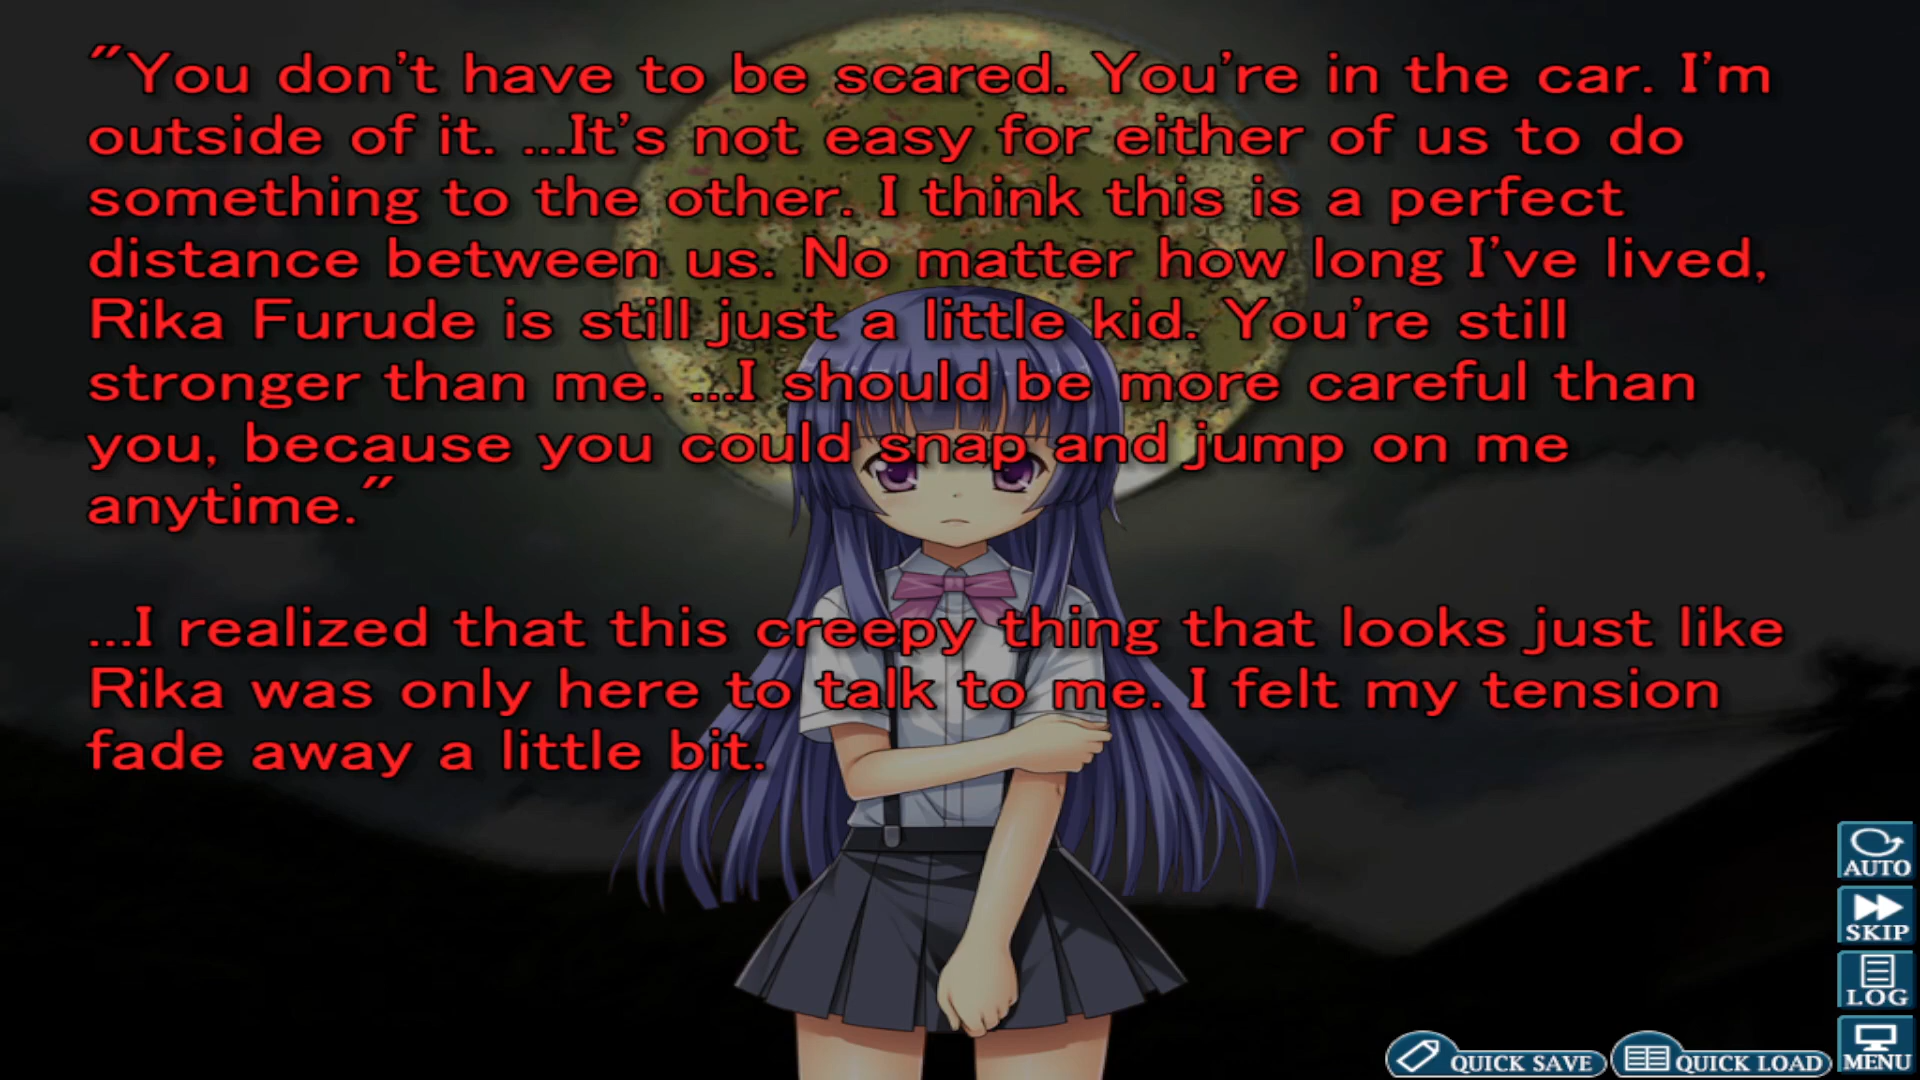 "You don't have to be scared. You're in the car. I'm
outside of it. ...It's not easy for either of us to do
something to the other. I think this is a perfect
distance between us. No matter how long I've lived,
Rika Furude is still just a little kid. You're still
stronger than me. ...I should be more careful than
you, because you could snap and jump on me
anytime."
...I realized that this creepy thing that looks just like
Rika was only here to talk to me. I felt my tension
fade away a little bit.
AUTO
SKIP
LOG
MENU
QUICK SAVE
QUICK LOAD